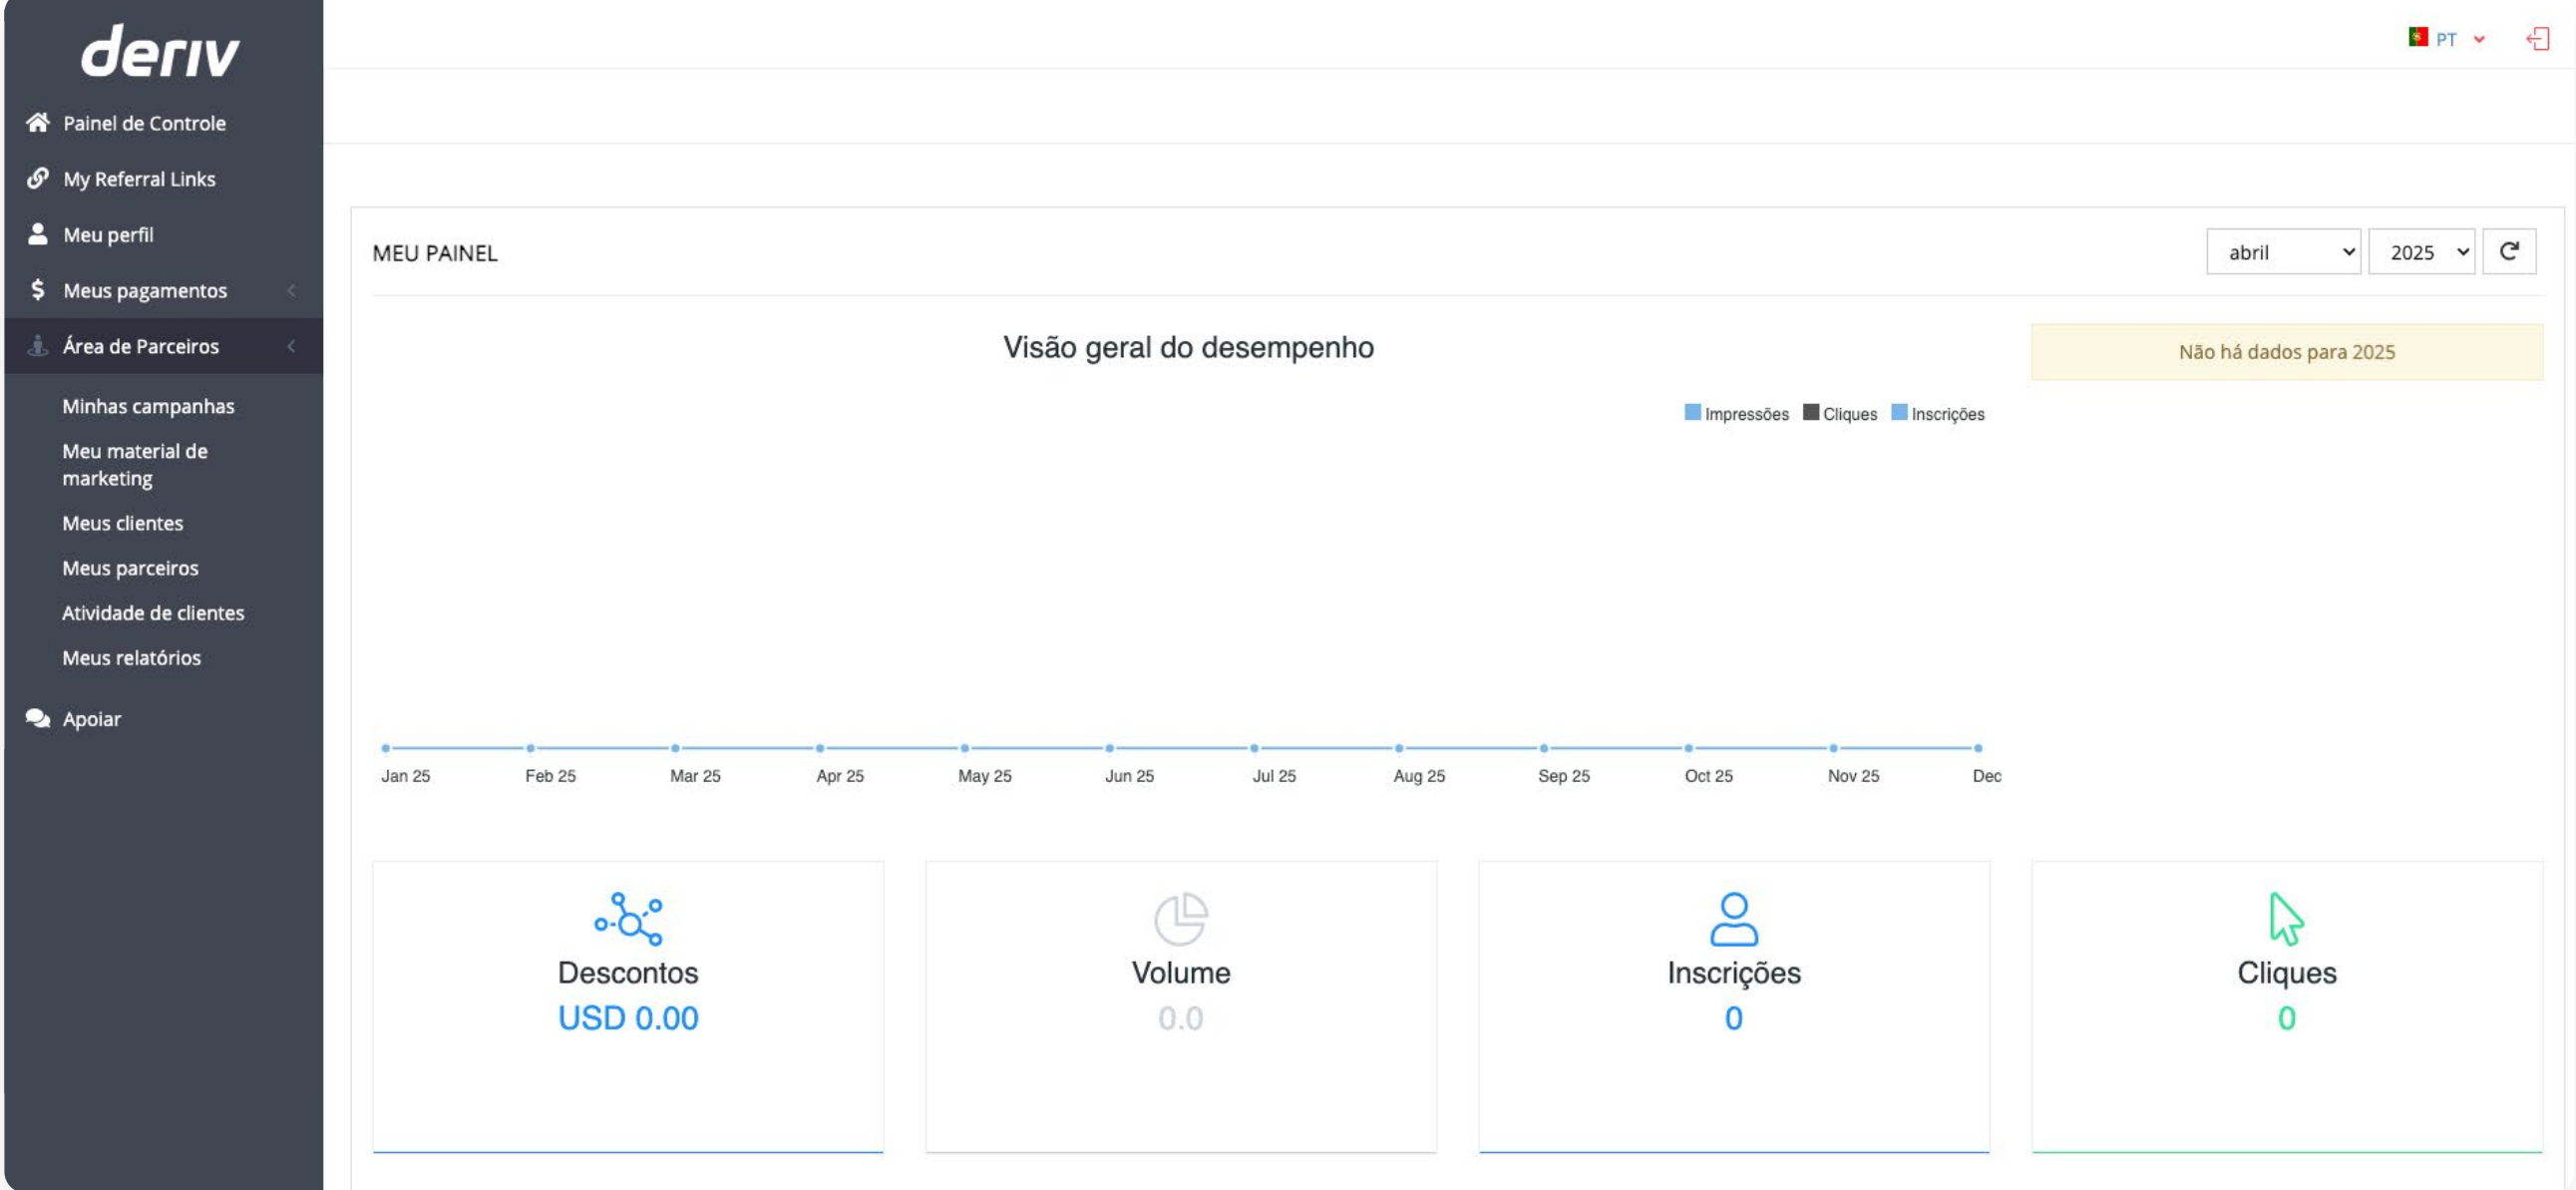 deriv
PT
Painel de Controle
My Referral Links
Meu perfil
Meus pagamentos
Área de Parceiros
Minhas campanhas
Meu material de
marketing
Meus clientes
Meus parceiros
Atividade de clientes
Meus relatórios
Apoiar
MEU PAINEL
abril
2025
Visão geral do desempenho
Não há dados para 2025
Impressões Cliques Inscrições
Jan 25 Feb 25 Mar 25 Apr 25 May 25 Jun 25 Jul 25 Aug 25 Sep 25 Oct 25 Nov 25 Dec
Descontos
USD 0.00
Volume
0.0
Inscrições
0
Cliques
0